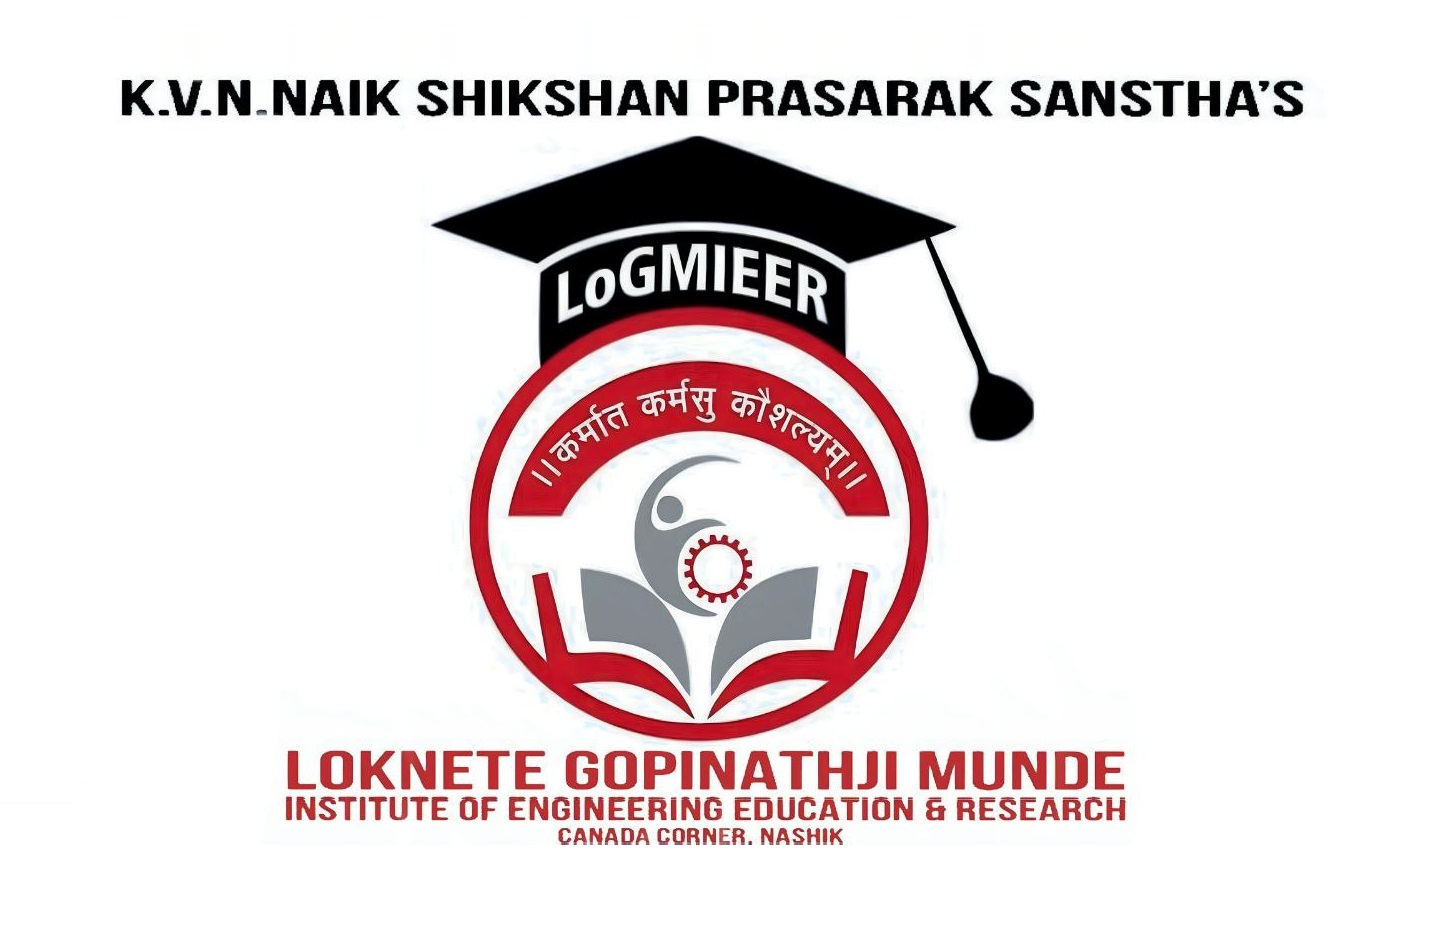 K.V.N.NAIK SHIKSHAN PRASARAK SANSTHA'S
LoGMIEER
।।कर्मात कर्मसु कौशल्यम्।।
LOKNETE GOPINATHJI MUNDE
INSTITUTE OF ENGINEERING EDUCATION & RESEARCH
CANADA CORNER, NASHIK